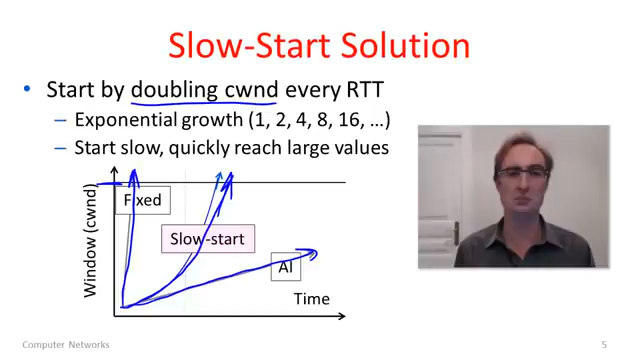 Slow-Start Solution
• Start by doubling cwnd every RTT
– Exponential growth (1, 2, 4, 8, 16, …)
– Start slow, quickly reach large values
Window (cwnd)
Fixed
Slow-start
AI
Time
Computer Networks
5